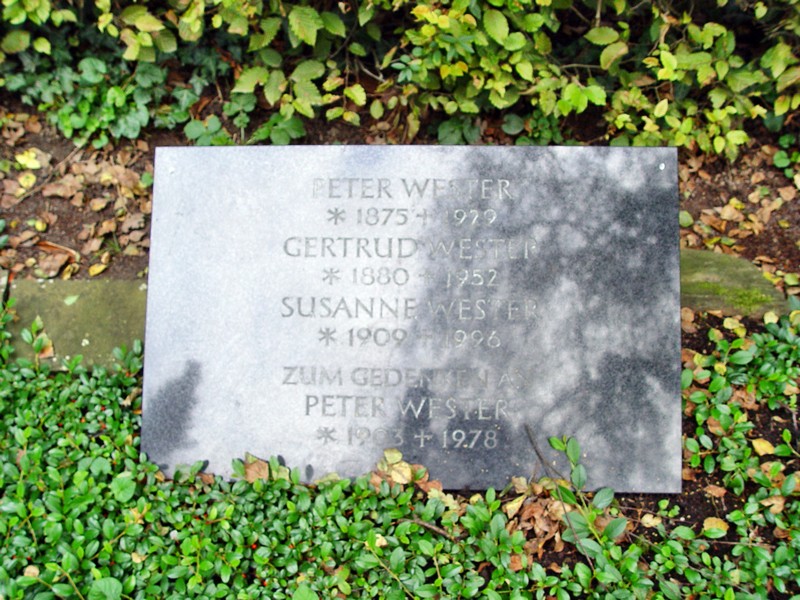 PETER WESTER
* 1875 + 1929
GERTRUD WESTER
* 1880 + 1952
SUSANNE WESTER
* 1909 + 1996
ZUM GEDENKEN AN
PETER WESTER
* 1903 + 1978